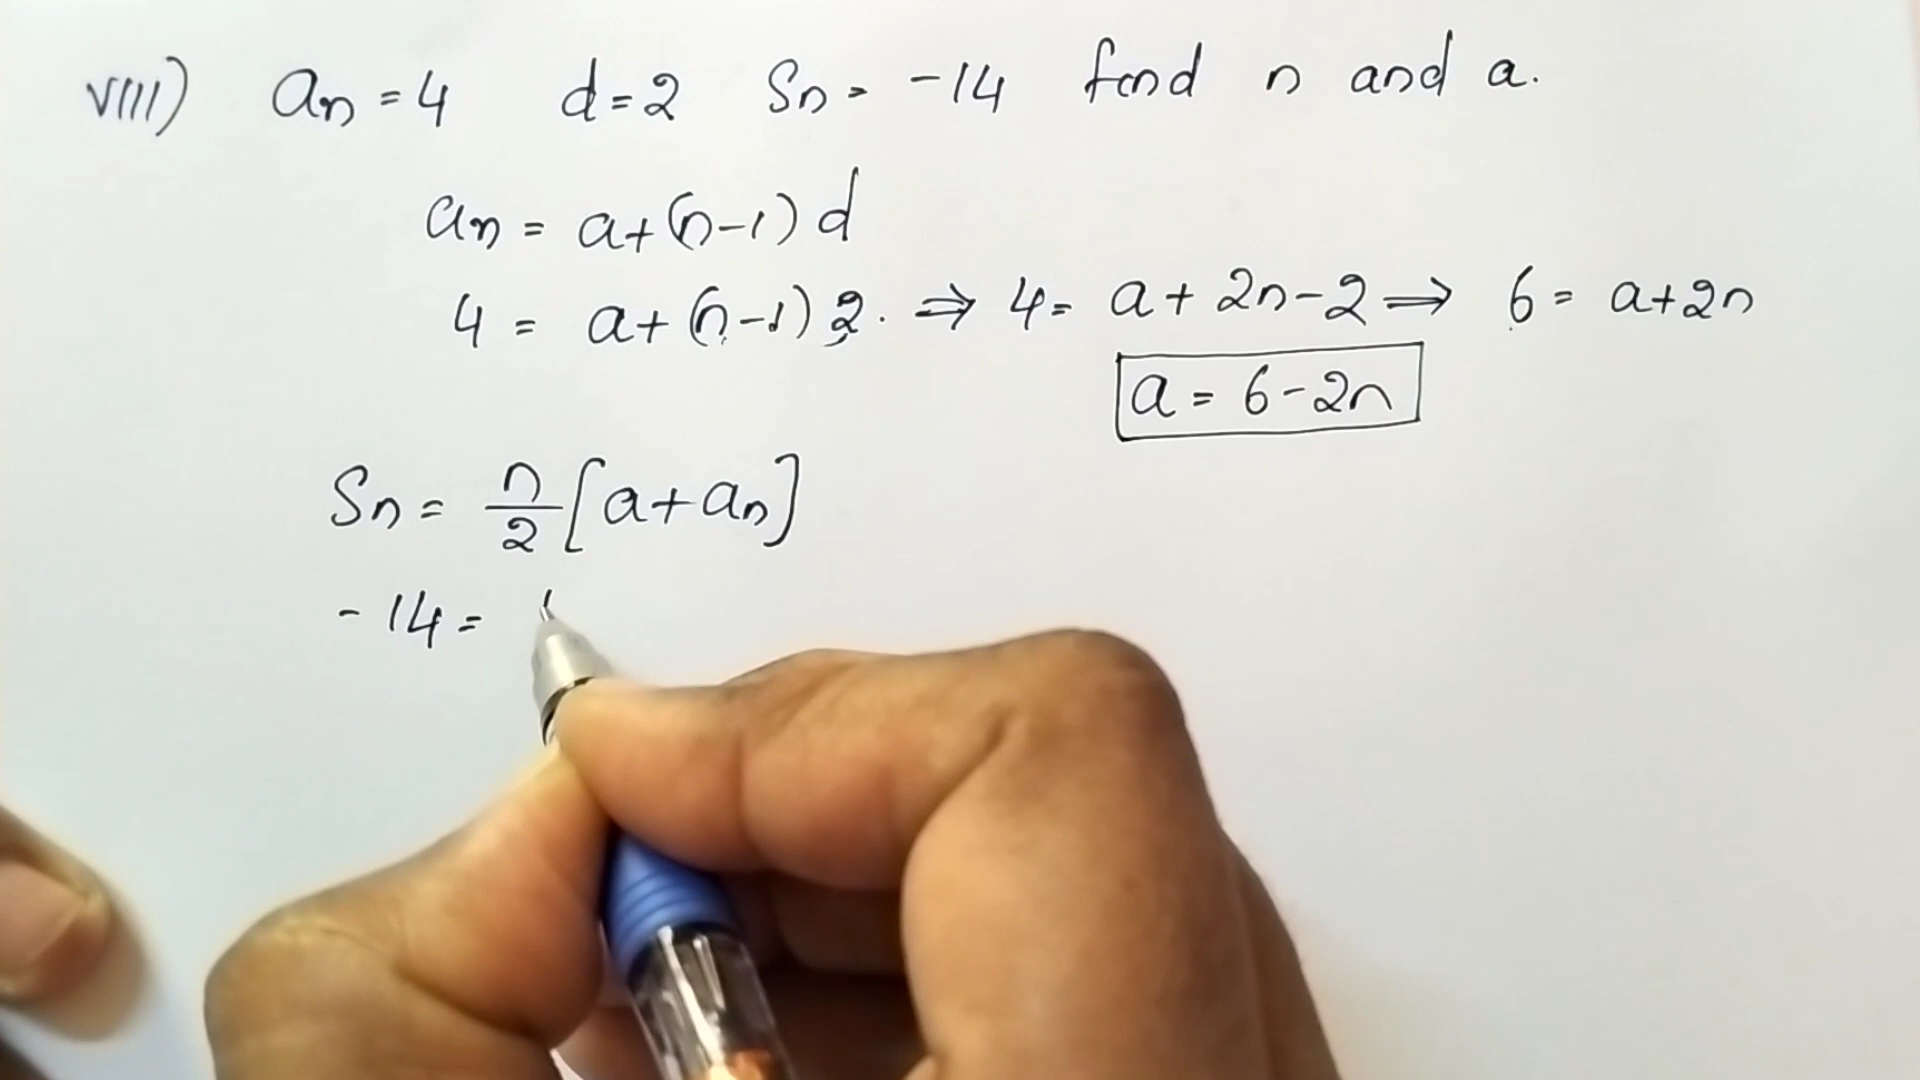 viii) an = 4 d = 2 Sn = -14 find n and a.
an = a+(n-1) d
4 = a+(n-1) 2. ⇒ 4 = a+ 2n-2 ⇒ 6 = a+2n
a = 6-2n
Sn = n/2 [a+an]
-14 =